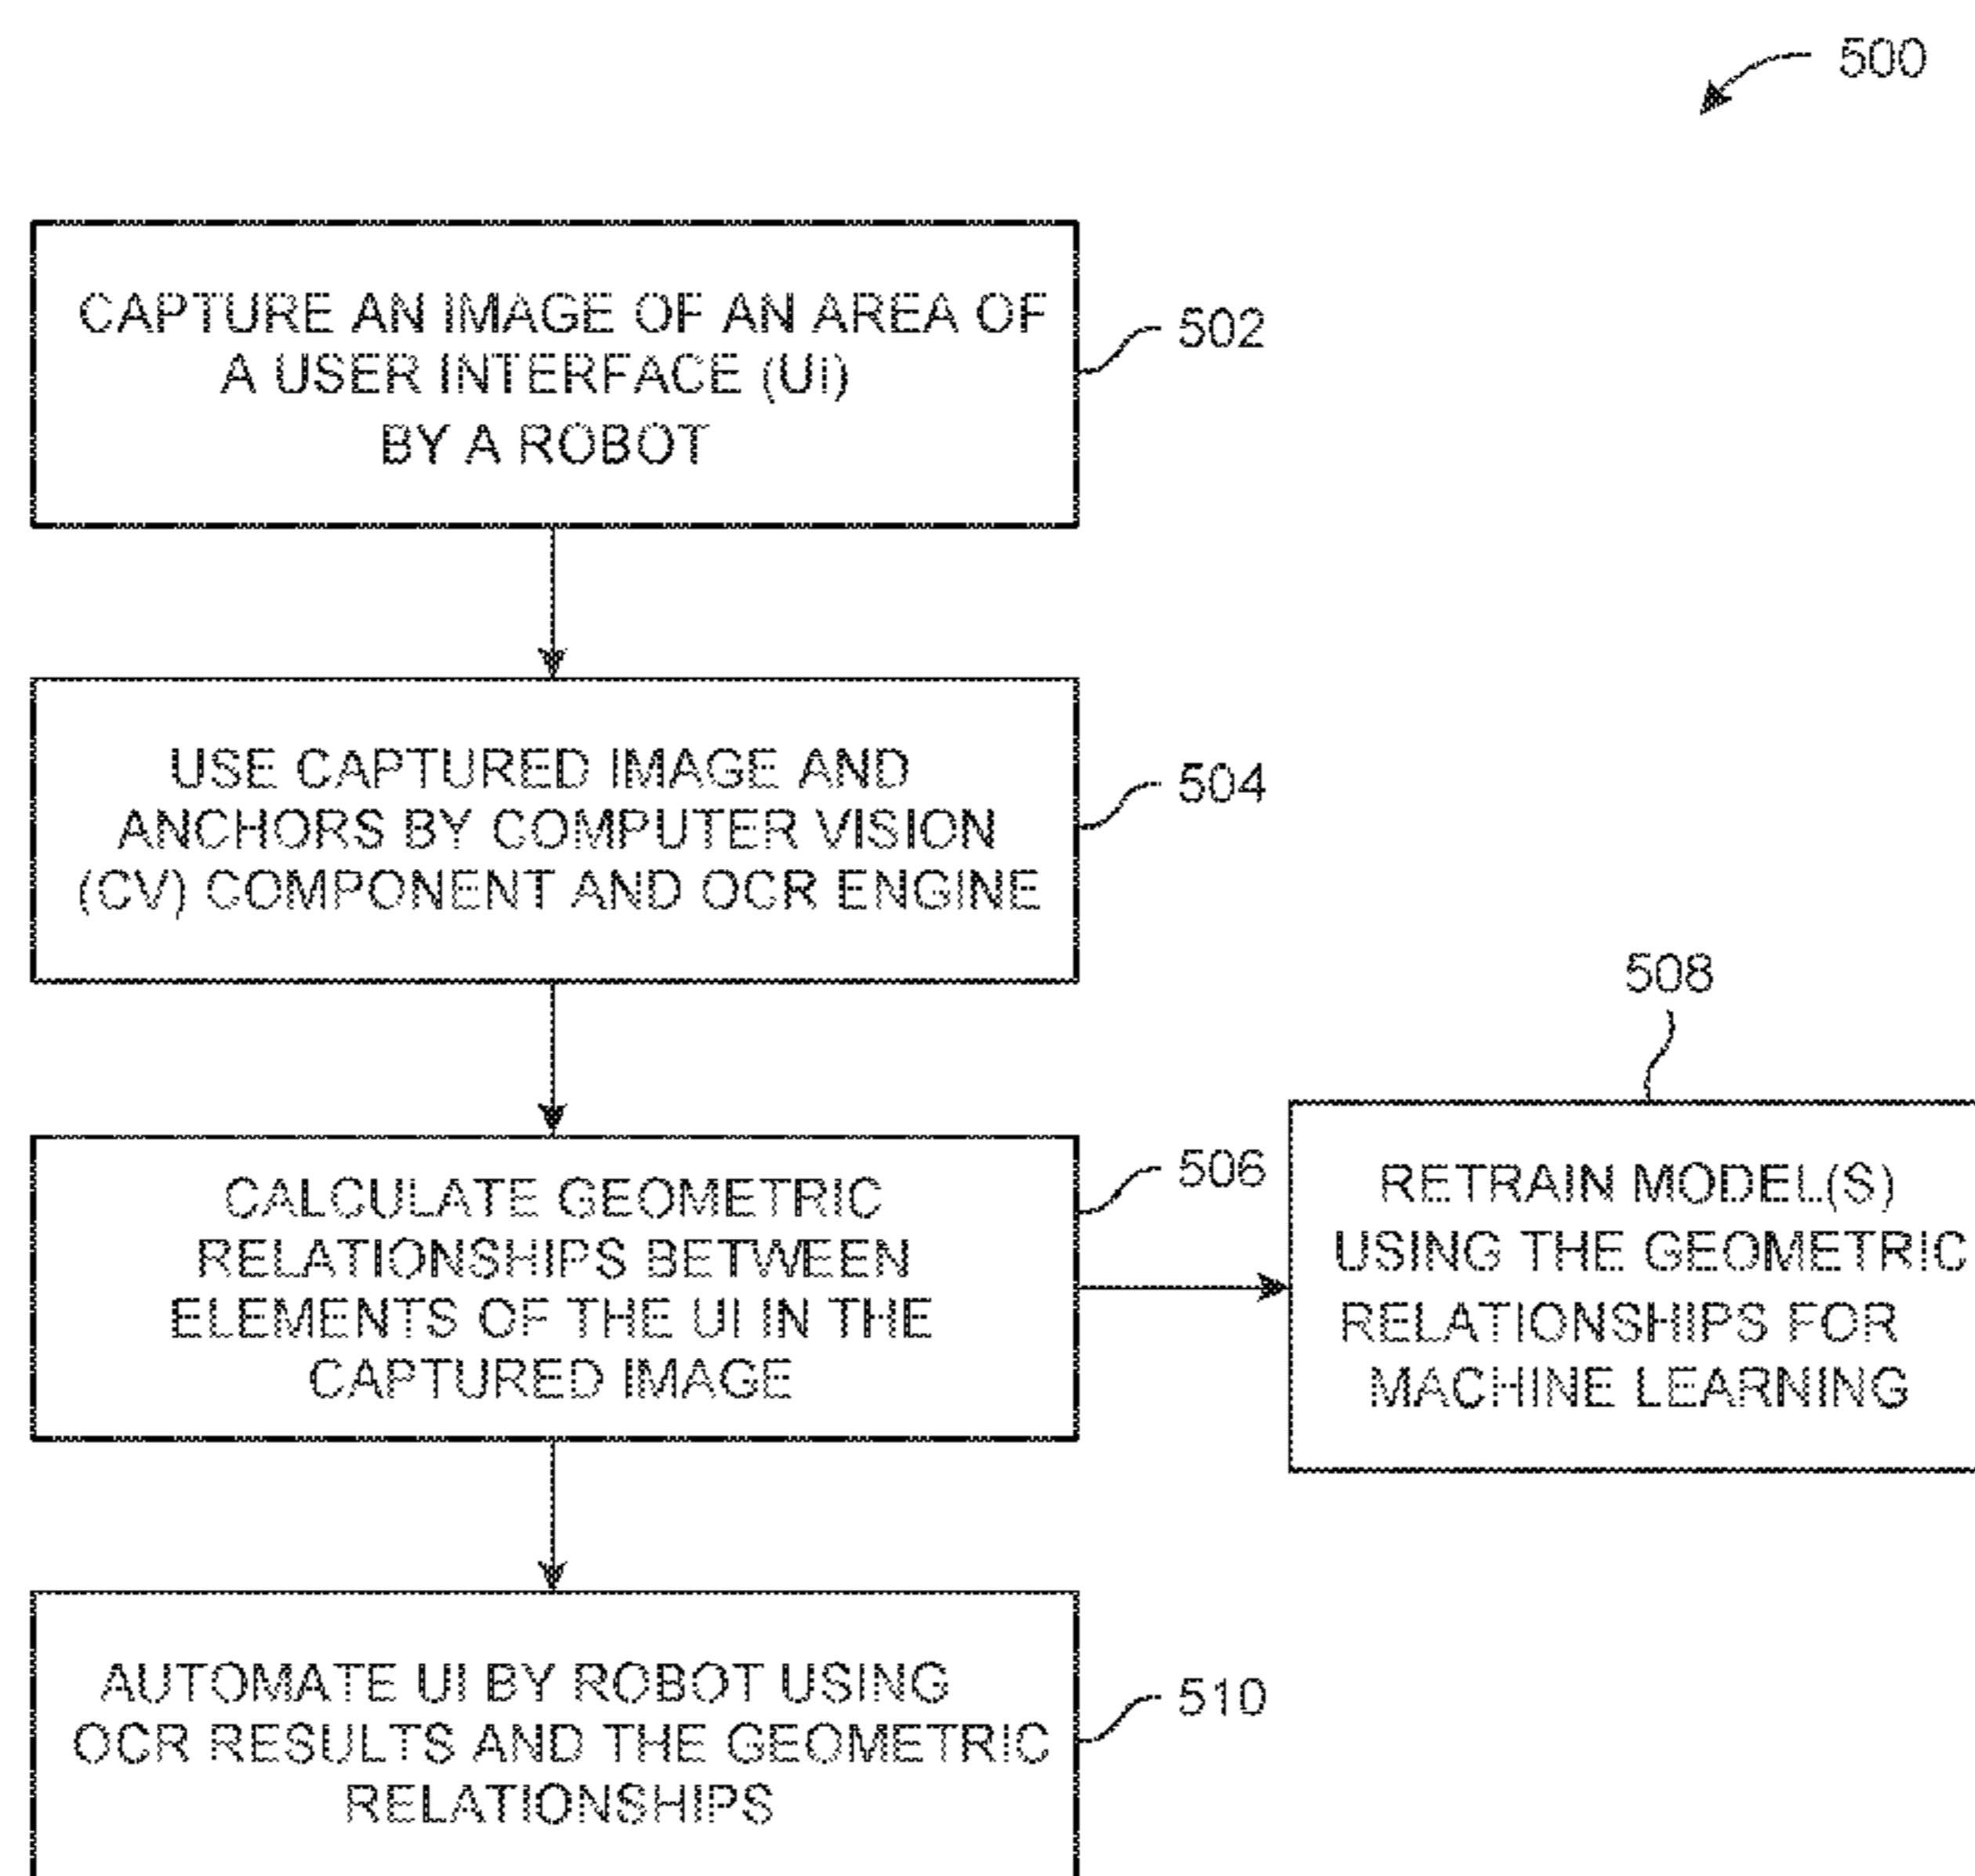 500
CAPTURE AN IMAGE OF AN AREA OF
A USER INTERFACE (UI)
BY A ROBOT
502
USE CAPTURED IMAGE AND
ANCHORS BY COMPUTER VISION
(CV) COMPONENT AND OCR ENGINE
504
CALCULATE GEOMETRIC
RELATIONSHIPS BETWEEN
ELEMENTS OF THE UI IN THE
CAPTURED IMAGE
506
508
RETRAIN MODEL(S)
USING THE GEOMETRIC
RELATIONSHIPS FOR
MACHINE LEARNING
AUTOMATE UI BY ROBOT USING
OCR RESULTS AND THE GEOMETRIC
RELATIONSHIPS
510